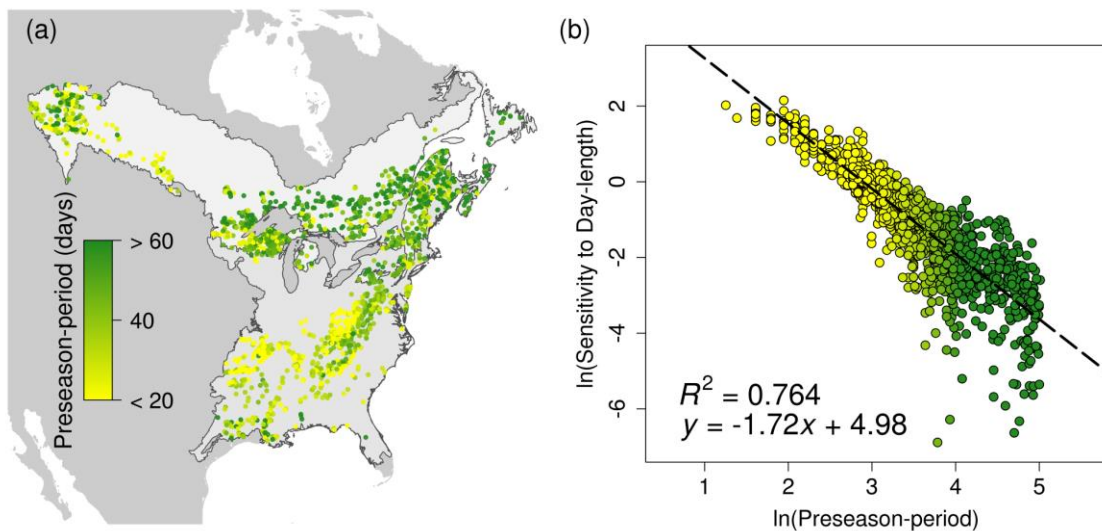 (a)
Preseason-period (days)
> 60
40
< 20
(b)
ln(Sensitivity to Day-length)
2
0
-2
-4
-6
R² = 0.764
y = -1.72x + 4.98
1 2 3 4 5
ln(Preseason-period)